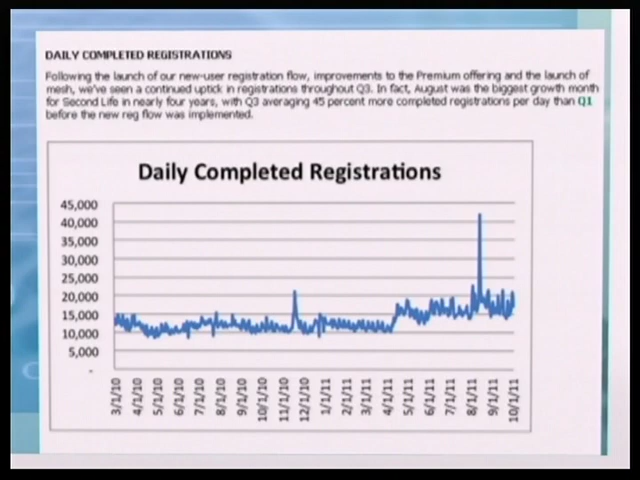 DAILY COMPLETED REGISTRATIONS
Following the launch of our new-user registration flow, improvements to the Premium offering and the launch of
mesh, we've seen a continued uptick in registrations throughout Q3. In fact, August was the biggest growth month
for Second Life in nearly four years, with Q3 averaging 45 percent more completed registrations per day than Q1
before the new reg flow was implemented.
Daily Completed Registrations
45,000
40,000
35,000
30,000
25,000
20,000
15,000
10,000
5,000
-
3/1/10 4/1/10 5/1/10 6/1/10 7/1/10 8/1/10 9/1/10 10/1/10 11/1/10 12/1/10 1/1/11 2/1/11 3/1/11 4/1/11 5/1/11 6/1/11 7/1/11 8/1/11 9/1/11 10/1/11